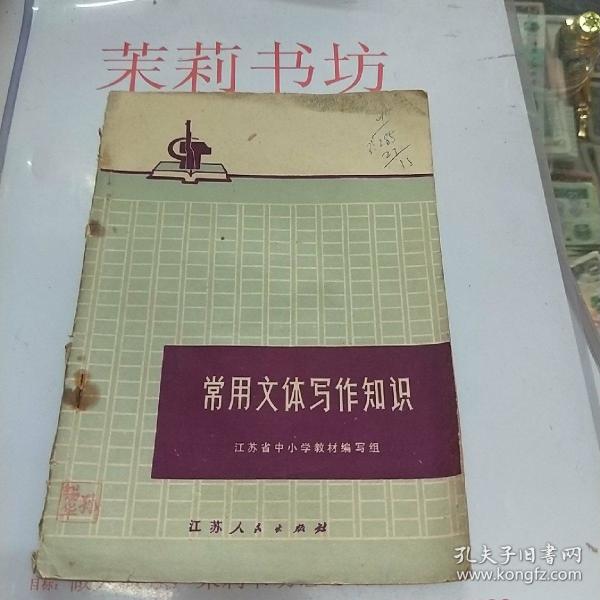 茉莉书坊
常用文体写作知识
江苏省中小学教材编写组
江苏人民出版社
孔夫子旧书网
www.kongfz.com